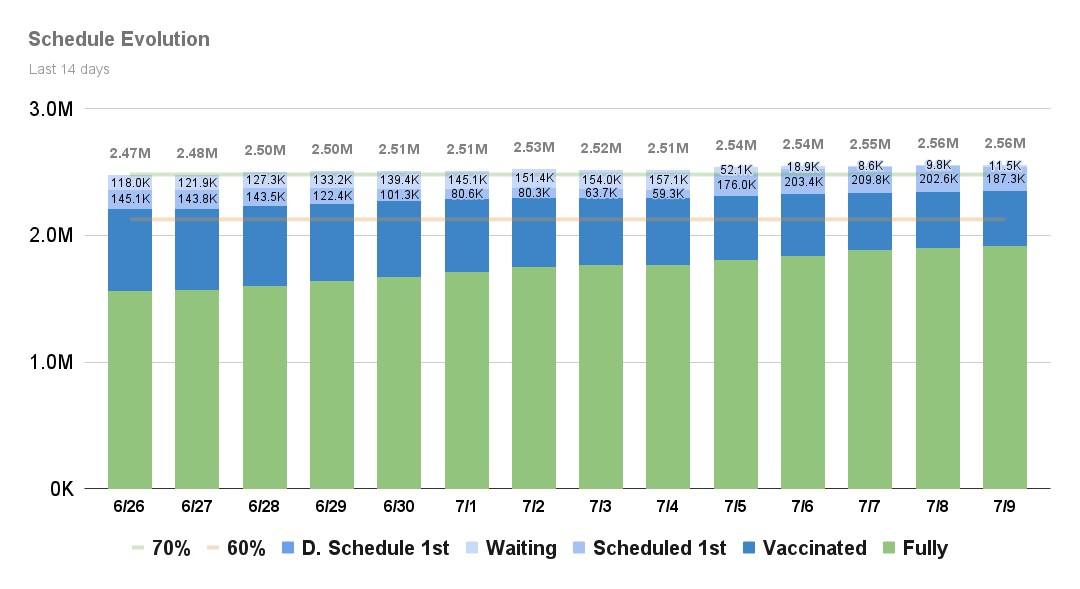 Schedule Evolution
Last 14 days
3.0M
2.47M 2.48M 2.50M 2.50M 2.51M 2.51M 2.53M 2.52M 2.51M 2.54M 2.54M 2.55M 2.56M 2.56M
118.0K 121.9K 127.3K 133.2K 139.4K 145.1K 151.4K 154.0K 157.1K 52.1K 18.9K 8.6K 9.8K 11.5K
145.1K 143.8K 143.5K 122.4K 101.3K 80.6K 80.3K 63.7K 59.3K 176.0K 203.4K 209.8K 202.6K 187.3K
2.0M
1.0M
0K
6/26 6/27 6/28 6/29 6/30 7/1 7/2 7/3 7/4 7/5 7/6 7/7 7/8 7/9
70% 60% D. Schedule 1st Waiting Scheduled 1st Vaccinated Fully